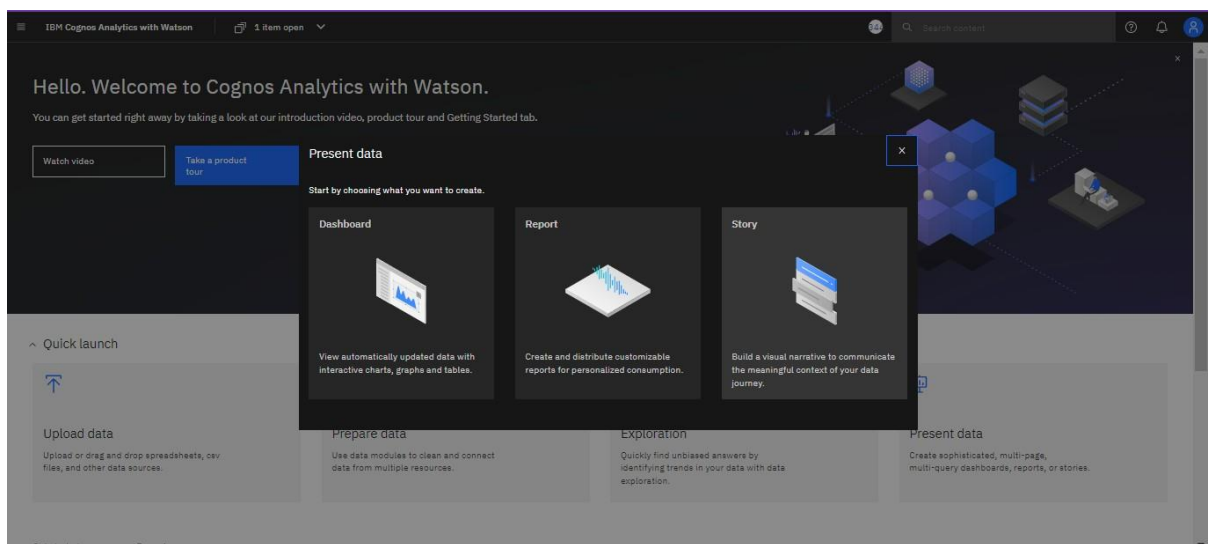 IBM Cognos Analytics with Watson
1 item open
Search content
Hello. Welcome to Cognos Analytics with Watson.
You can get started right away by taking a look at our introduction video, product tour and Getting Started tab.
Watch video
Take a product
tour
Present data
Start by choosing what you want to create.
Dashboard
View automatically updated data with
interactive charts, graphs and tables.
Report
Create and distribute customizable
reports for personalized consumption.
Story
Build a visual narrative to communicate
the meaningful context of your data
journey.
Quick launch
Upload data
Upload or drag and drop spreadsheets, csv
files, and other data sources.
Prepare data
Use data modules to clean and connect
data from multiple resources.
Exploration
Quickly find unbiased answers by
identifying trends in your data with data
exploration.
Present data
Create sophisticated, multi-page,
multi-query dashboards, reports, or stories.